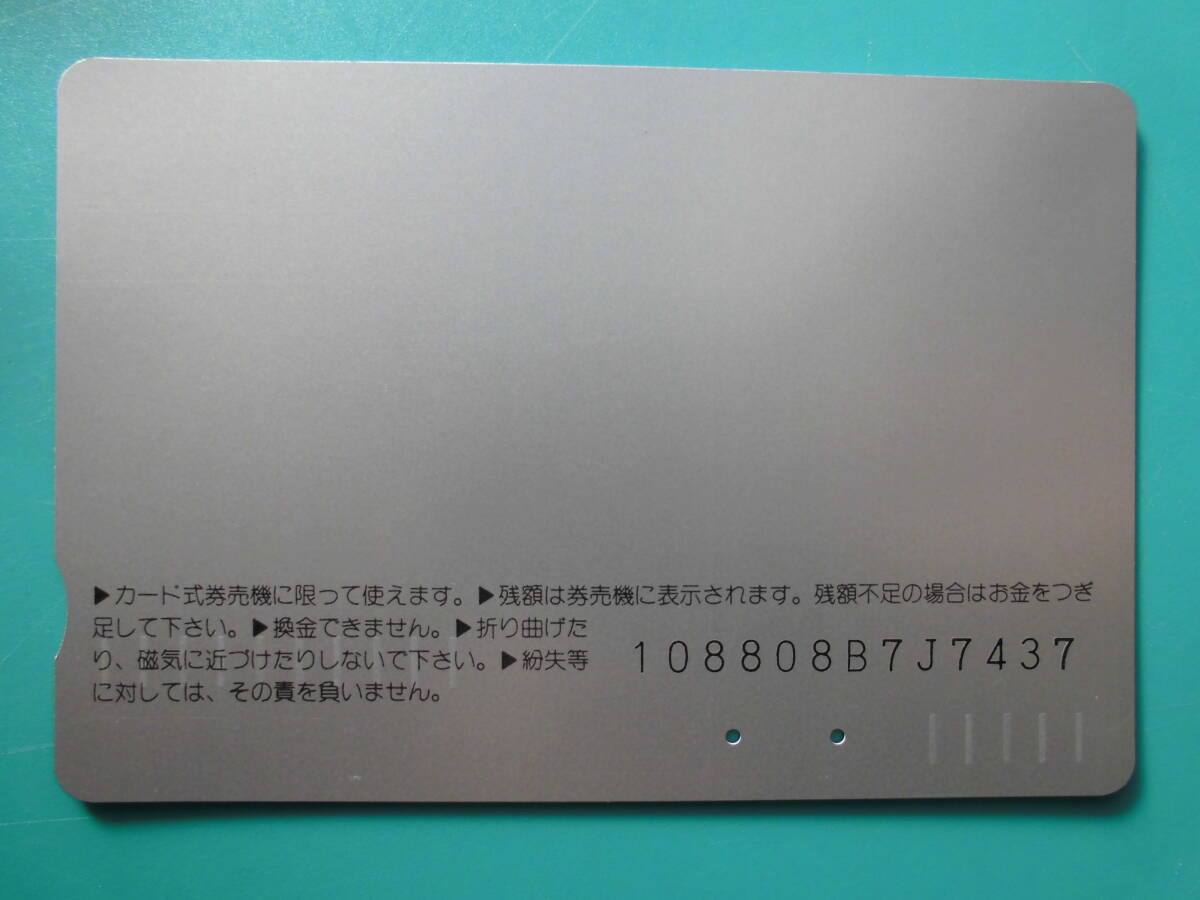 ▶カード式券売機に限って使えます。▶残額は券売機に表示されます。残額不足の場合はお金をつぎ
足して下さい。▶換金できません。▶折り曲げた
り、磁気に近づけたりしないで下さい。▶紛失等
に対しては、その責を負いません。
108808B7J7437